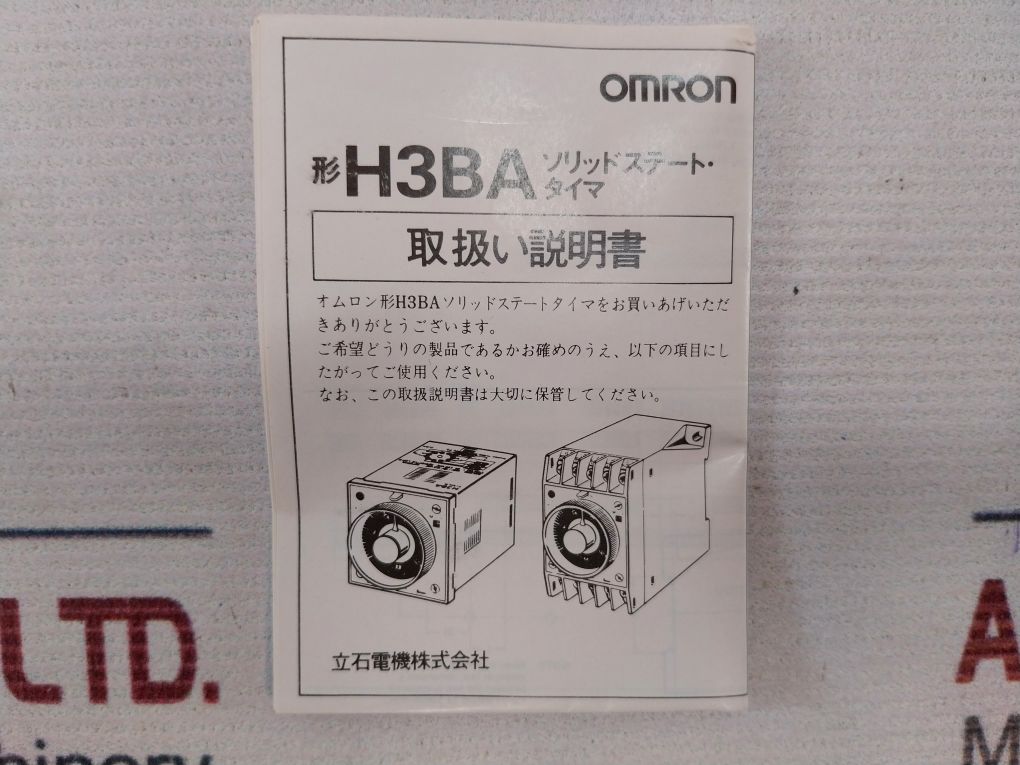 OMRON
形H3BA ソリッドステート・
タイマ
取扱い説明書
オムロン形H3BAソリッドステートタイマをお買いあげいただ
きありがとうございます。
ご希望どうりの製品であるかお確めのうえ、以下の項目にし
たがってご使用ください。
なお、この取扱説明書は大切に保管してください。
立石電機株式会社
LTD.
A
M